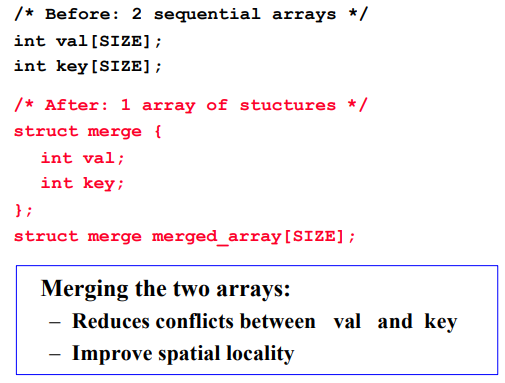 /* Before: 2 sequential arrays */
int val[SIZE];
int key[SIZE];
/* After: 1 array of stuctures */
struct merge {
int val;
int key;
};
struct merge merged_array[SIZE];
Merging the two arrays:
– Reduces conflicts between val and key
– Improve spatial locality